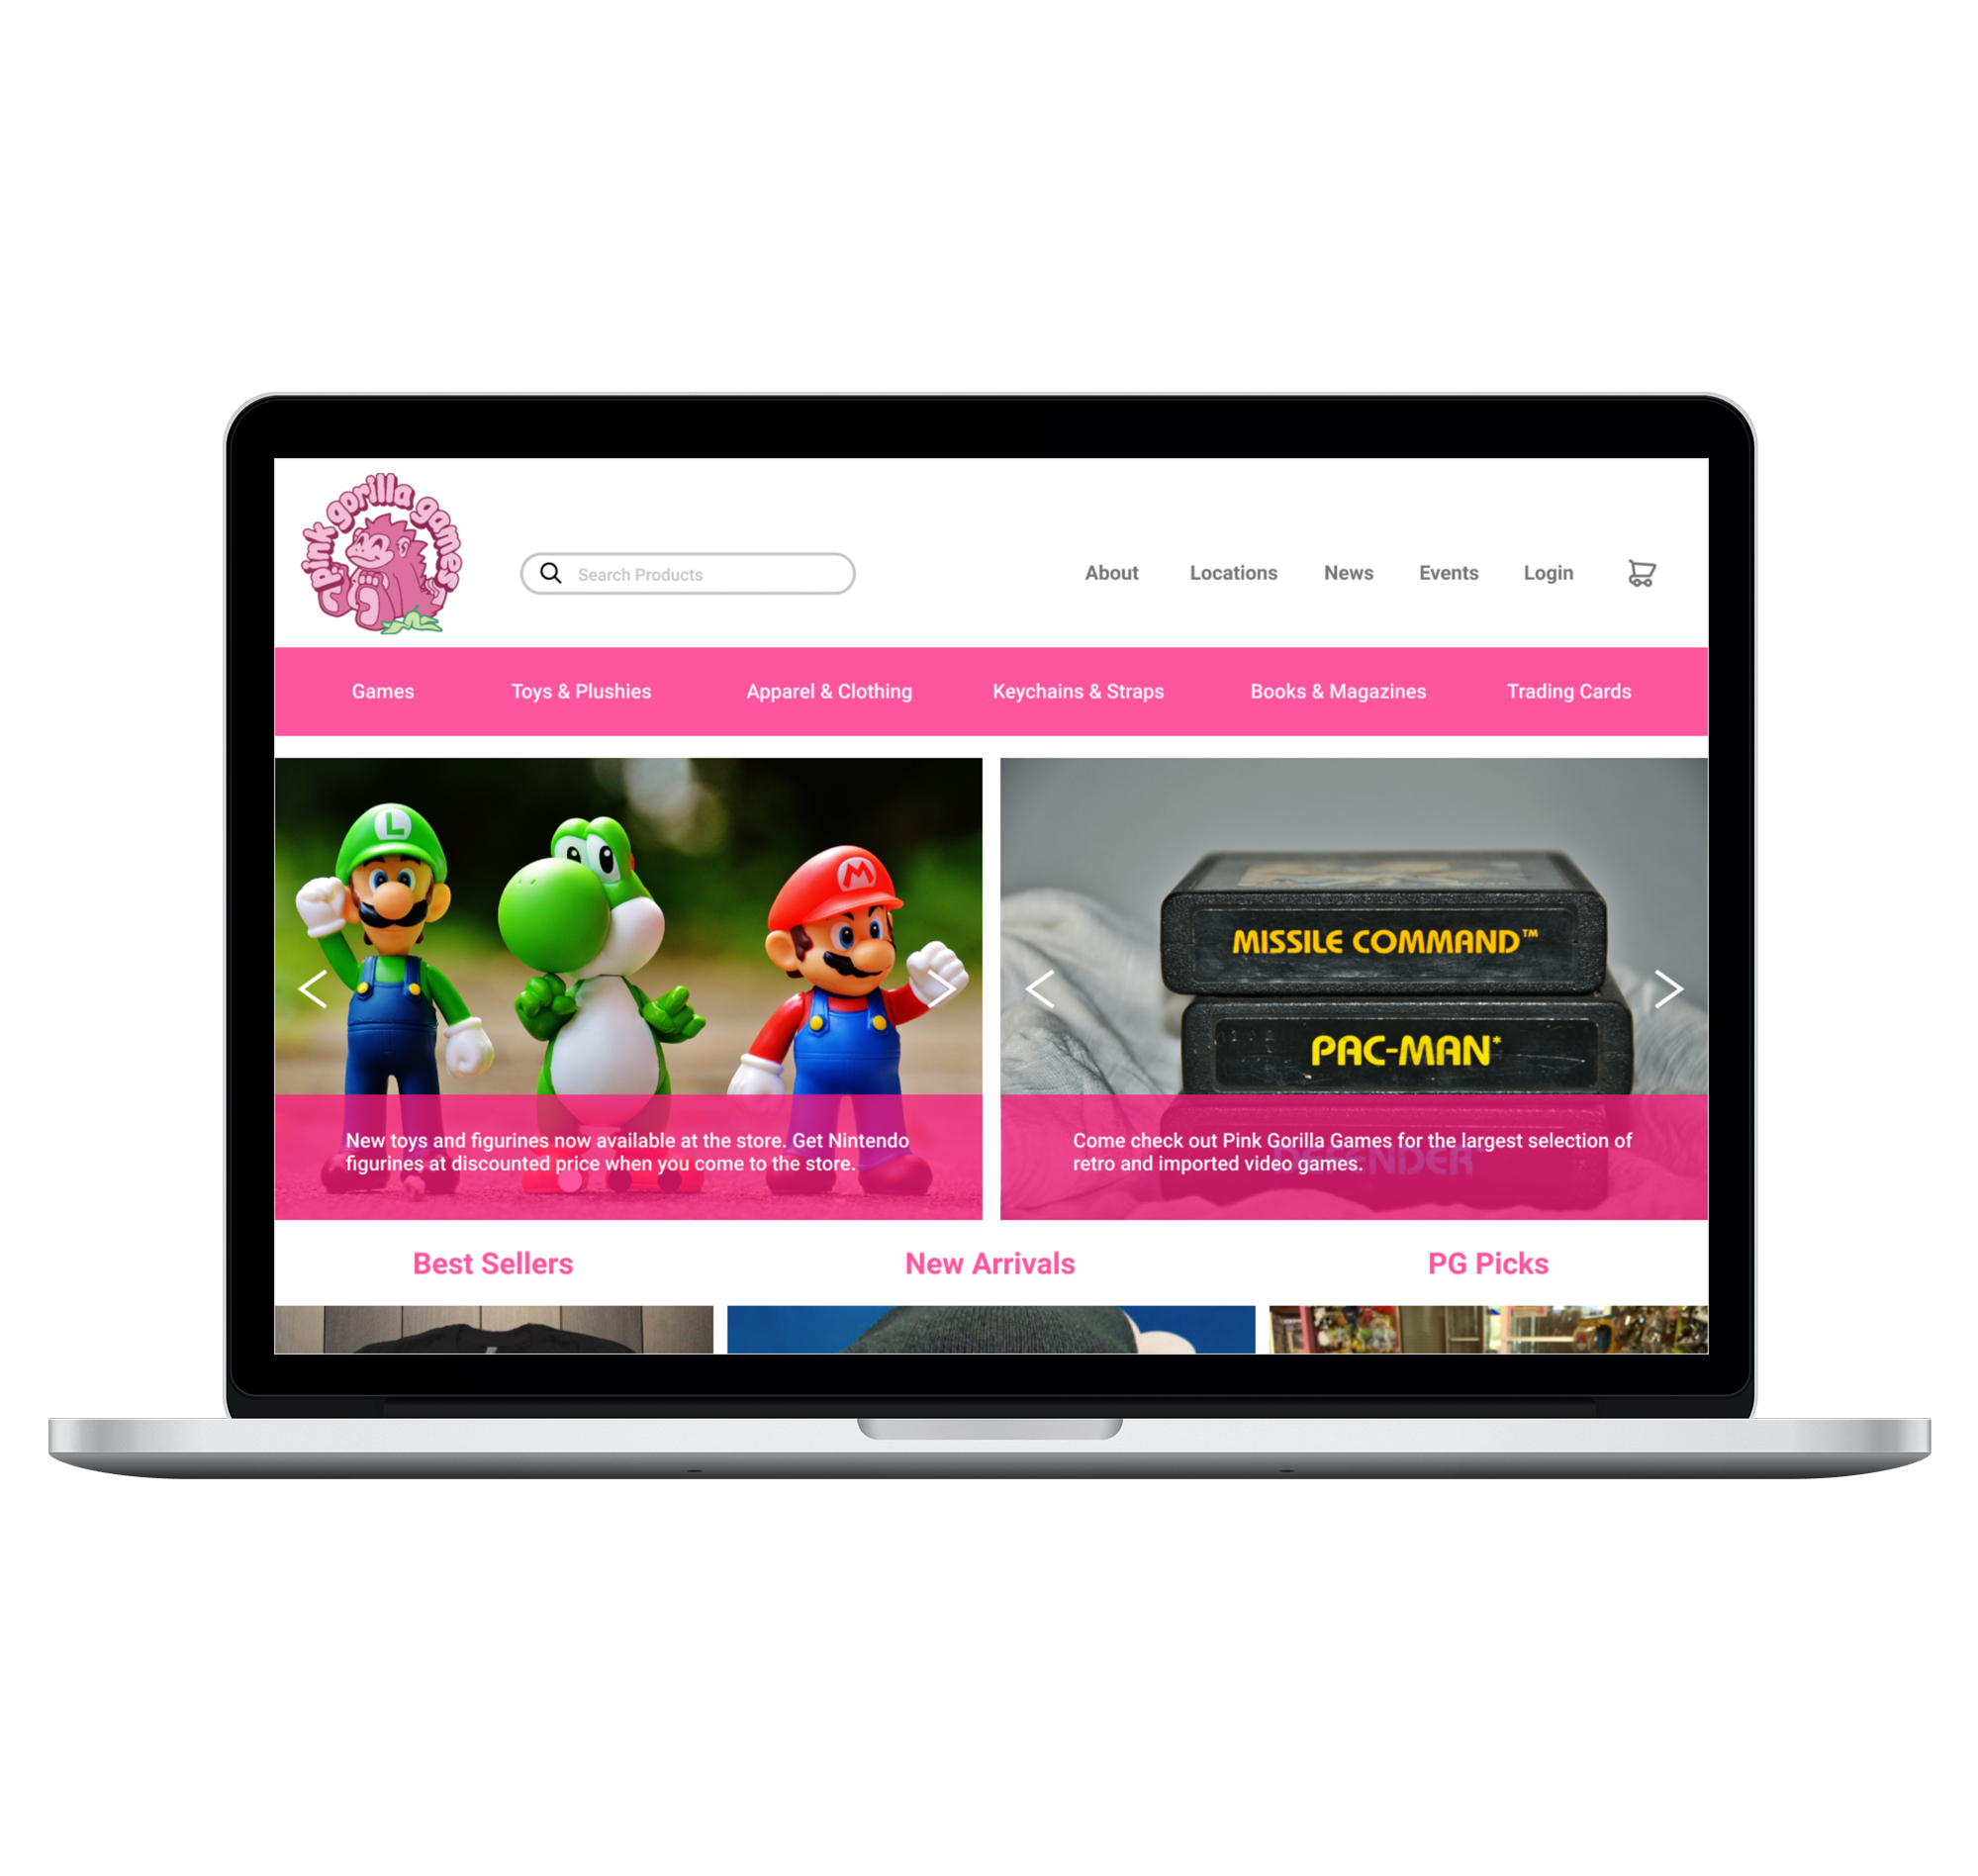 pink gorilla games
Search Products
About
Locations
News
Events
Login
Games
Toys & Plushies
Apparel & Clothing
Keychains & Straps
Books & Magazines
Trading Cards
L
M
MISSILE COMMAND™
PAC-MAN*
New toys and figurines now available at the store. Get Nintendo
figurines at discounted price when you come to the store.
Come check out Pink Gorilla Games for the largest selection of
retro and imported video games.
DEFENDER
Best Sellers
New Arrivals
PG Picks